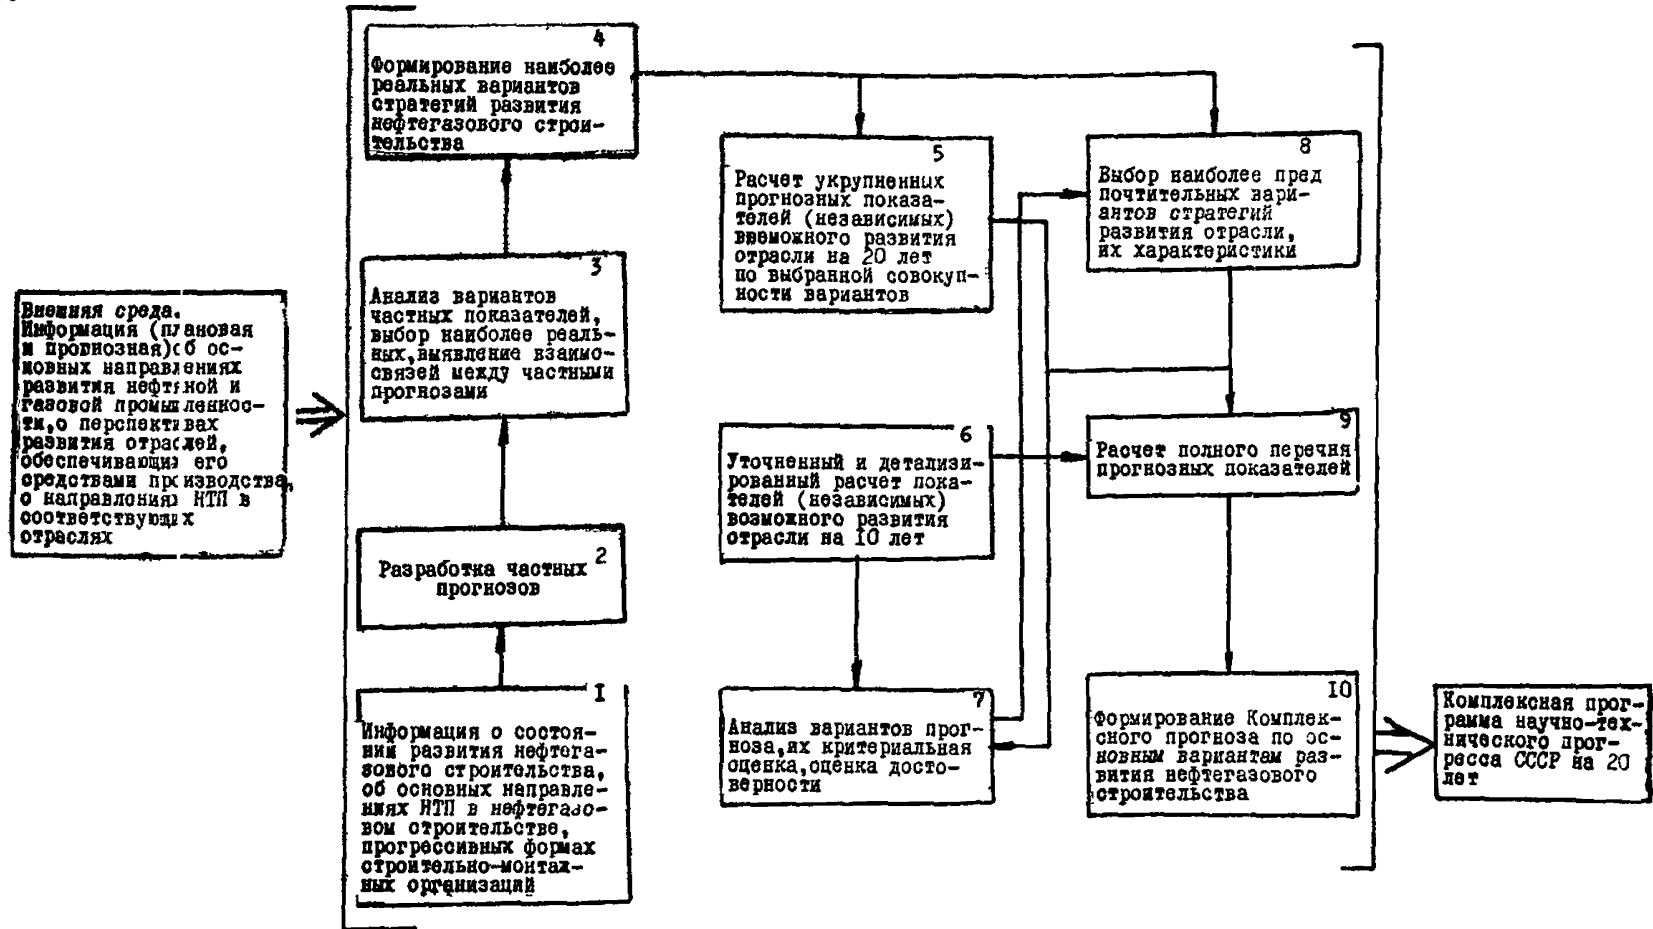 Внешняя среда.
Информация (плановая
и прогнозная) об ос-
новных направлениях
развития нефтяной и
газовой промышленнос-
ти, о перспективах
развития отраслей,
обеспечивающих его
средствами производства,
о направлениях НТП в
соответствующих
отраслях
4
Формирование наиболее
реальных вариантов
стратегий развития
нефтегазового строи-
тельства
3
Анализ вариантов
частных показателей,
выбор наиболее реаль-
ных, выявление взаимо-
связей между частными
прогнозами
2
Разработка частных
прогнозов
I
Информация о состоя-
нии развития нефтега-
зового строительства,
об основных направле-
ниях НТП в нефтегазо-
вом строительстве,
прогрессивных формах
строительно-монтаж-
ных организаций
5
Расчет укрупненных
прогнозных показа-
телей (независимых)
ввеможного развития
отрасли на 20 лет
по выбранной совокуп-
ности вариантов
6
Уточненный и детализи-
рованный расчет пока-
телей (независимых)
возможного развития
отрасли на IO лет
7
Анализ вариантов прог-
ноза, их критериальная
оценка, оценка досто-
верности
8
Выбор наиболее пред
почтительных вари-
антов стратегий
развития отрасли,
их характеристики
9
Расчет полного перечня
прогнозных показателей
IO
Формирование Комплек-
сного прогноза по ос-
новным вариантам раз-
вития нефтегазового
строительства
Комплексная прог-
рамма научно-тех-
нического прог-
ресса СССР на 20
лет